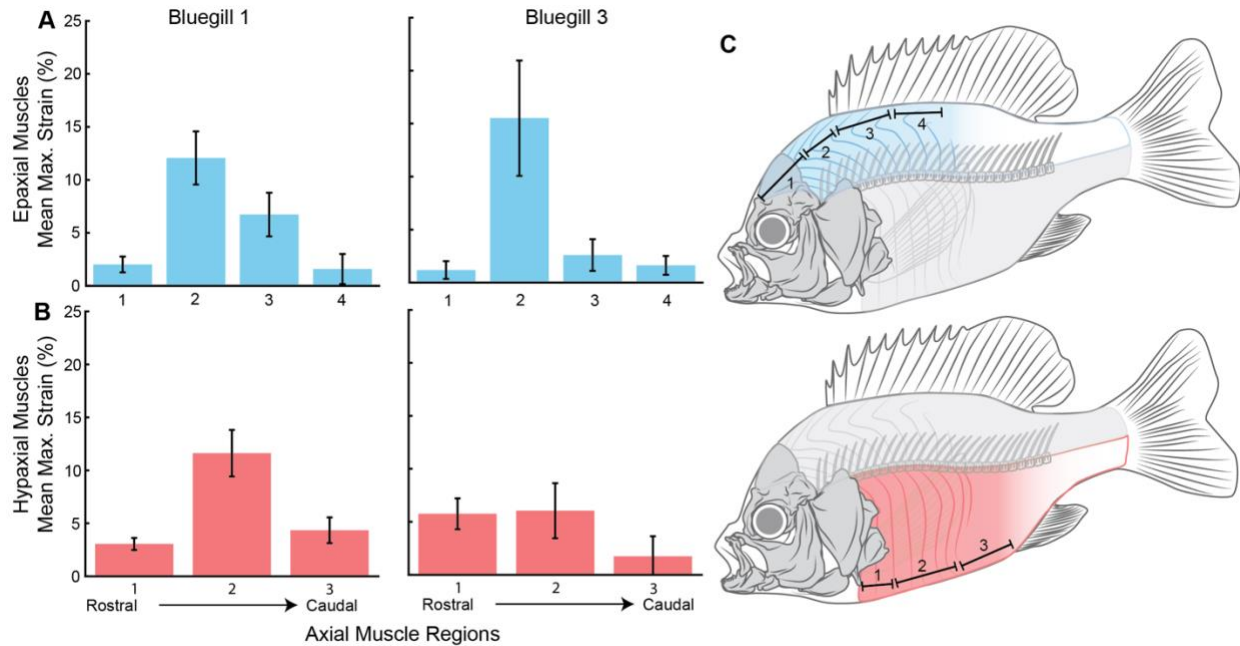 A
Bluegill 1
Bluegill 3
C
Epaxial Muscles
Mean Max. Strain (%)
25
20
15
10
5
0
1 2 3 4
1 2 3 4
B
Hypaxial Muscles
Mean Max. Strain (%)
25
20
15
10
5
0
1 2 3
Rostral Caudal
1 2 3
Rostral Caudal
Axial Muscle Regions
1
2
3
4
1
2
3